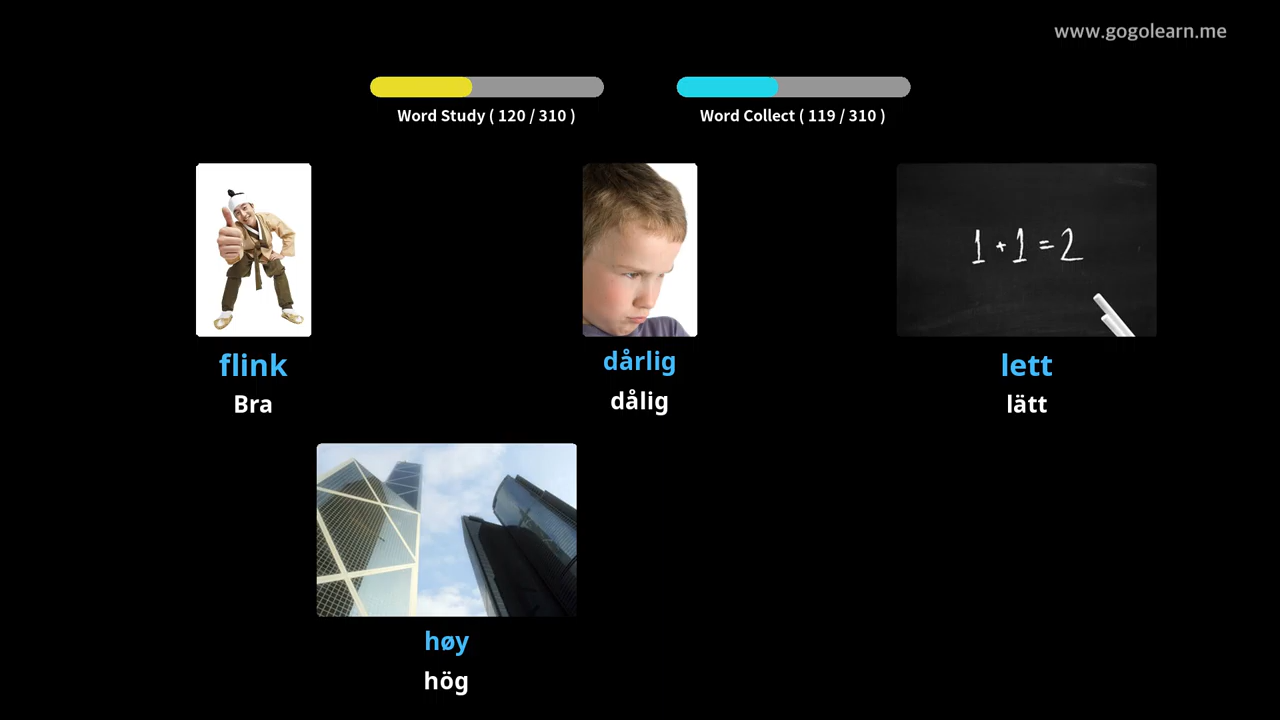 www.gogolearn.me
Word Study ( 120 / 310 )
Word Collect ( 119 / 310 )
flink
Bra
dårlig
dålig
1 + 1 = 2
lett
lätt
høy
hög